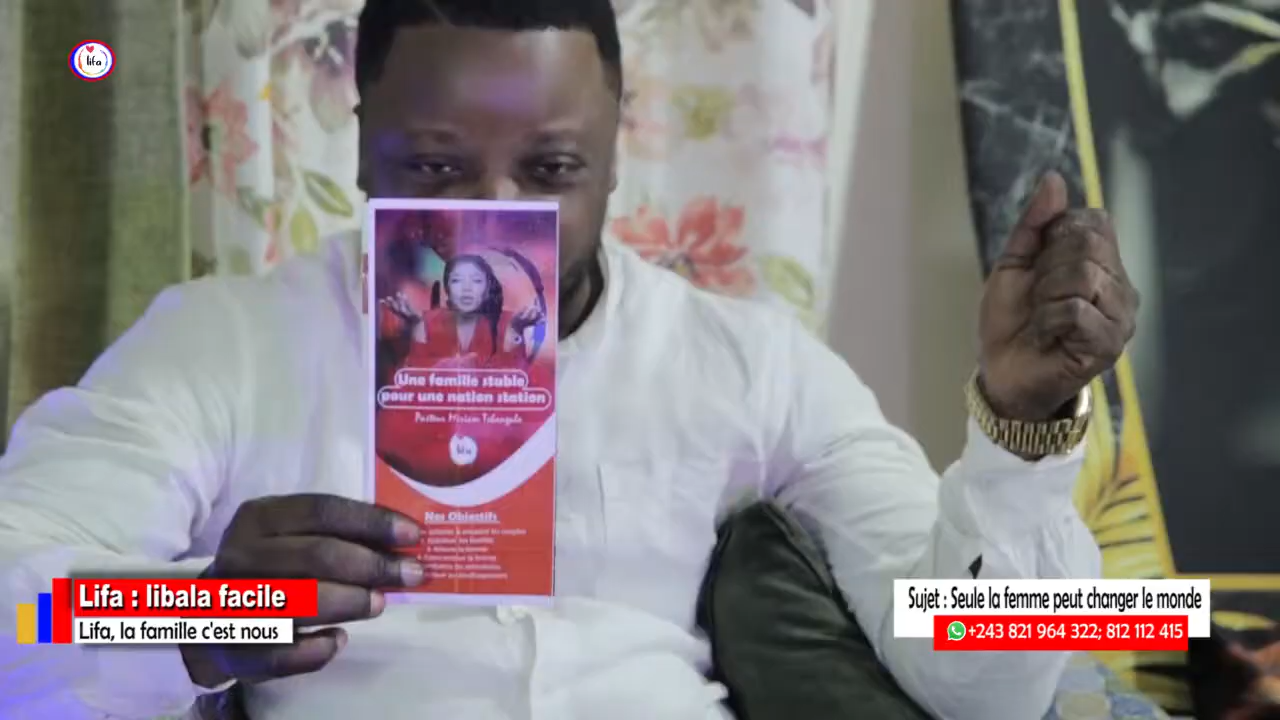 lifa
Une famille stable
pour une nation station
Pasteur Miriam
lifa
Nos Objectifs
Lifa : libala facile
Lifa, la famille c'est nous
Sujet : Seule la femme peut changer le monde
+243 821 964 322; 812 112 415